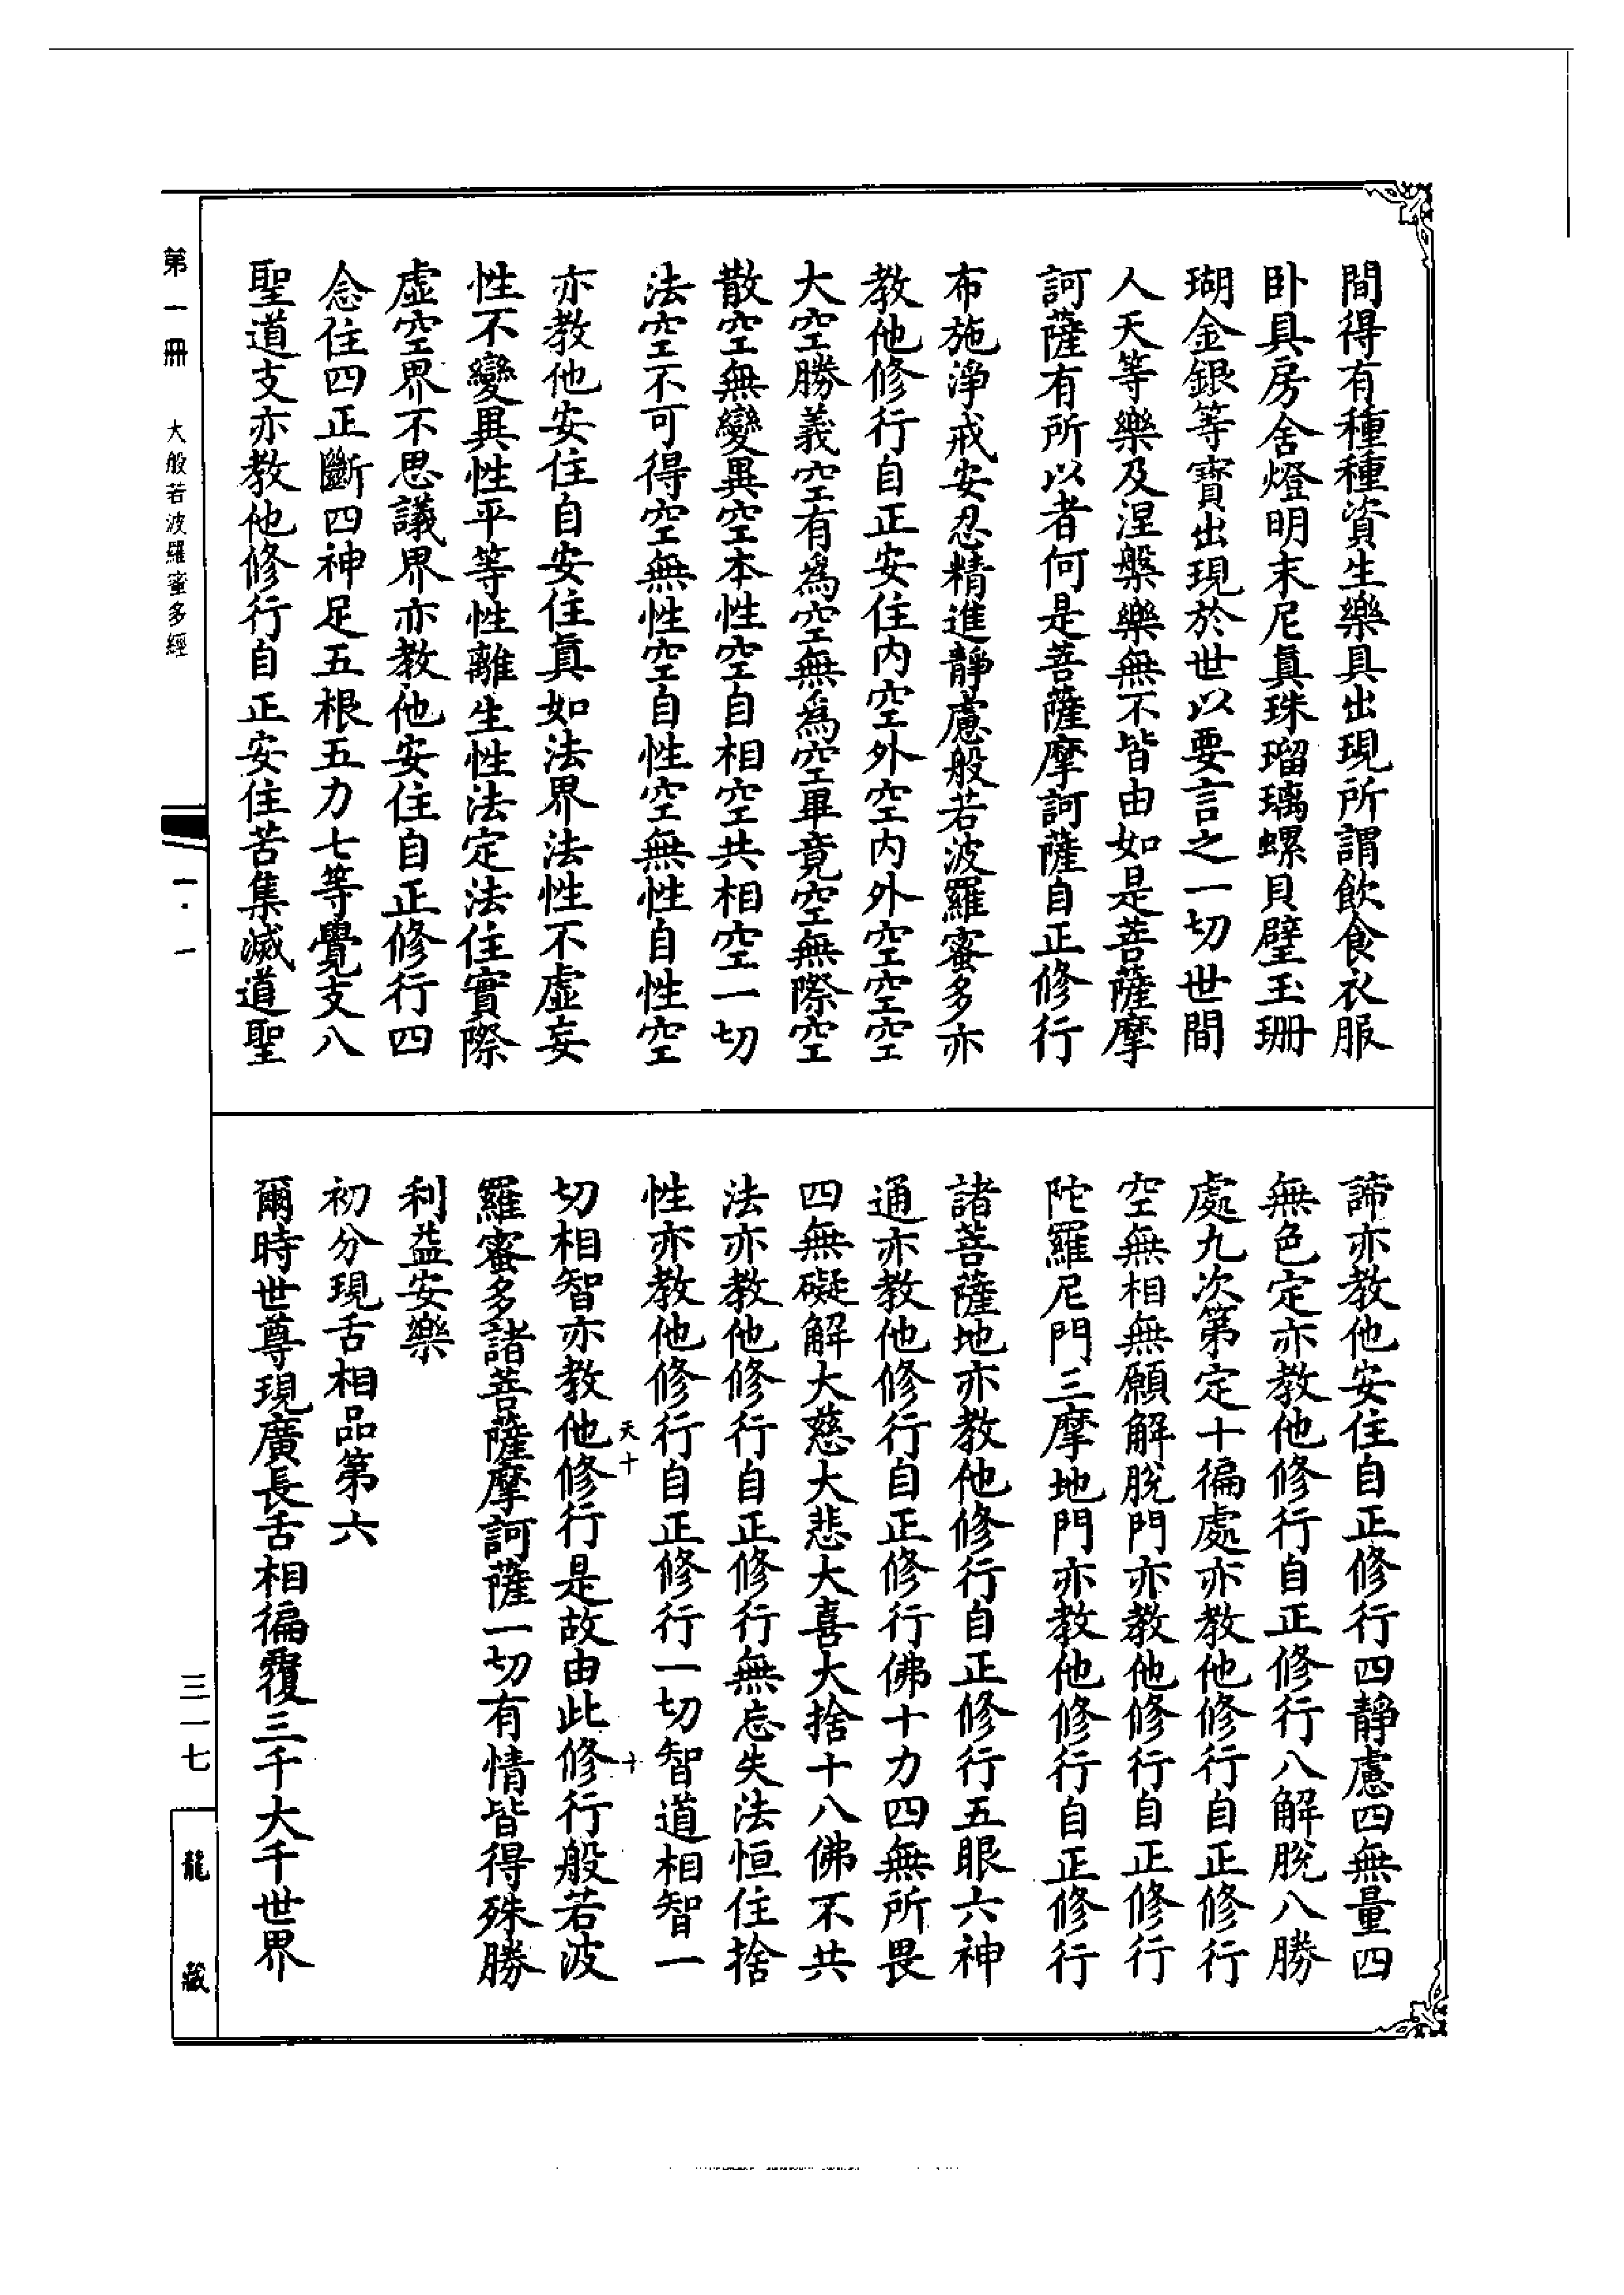 間得有種種資生樂具出現所謂飲食衣服
卧具房舍燈明末尼真珠瑠璃螺貝璧玉珊
瑚金銀等寶出現於世以要言之一切世間
人天等樂及涅槃樂無不皆由如是菩薩摩
訶薩有所以者何是菩薩摩訶薩自正修行
布施淨戒安忍精進靜慮般若波羅蜜多亦
教他修行自正安住內空外空內外空空空
大空勝義空有為空無為空畢竟空無際空
散空無變異空本性空自相空共相空一切
法空不可得空無性空自性空無性自性空
亦教他安住自安住真如法界法性不虛妄
性不變異性平等性離生性法定法住實際
虛空界不思議界亦教他安住自正修行四
念住四正斷四神足五根五力七等覺支八
聖道支亦教他修行自正安住苦集滅道聖
諦亦教他安住自正修行四靜慮四無量四
無色定亦教他修行自正修行八解脫八勝
處九次第定十徧處亦教他修行自正修行
空無相無願解脫門亦教他修行自正修行
陀羅尼門三摩地門亦教他修行自正修行
諸菩薩地亦教他修行自正修行五眼六神
通亦教他修行自正修行佛十力四無所畏
四無礙解大慈大悲大喜大捨十八佛不共
法亦教他修行自正修行無忘失法恒住捨
性亦教他修行自正修行一切智道相智一
天十
十
切相智亦教他修行是故由此修行般若波
羅蜜多諸菩薩摩訶薩一切有情皆得殊勝
利益安樂
初分現舌相品第六
爾時世尊現廣長舌相徧覆三千大千世界
第一冊 大般若波羅蜜多經
一·一
三一七
龍藏